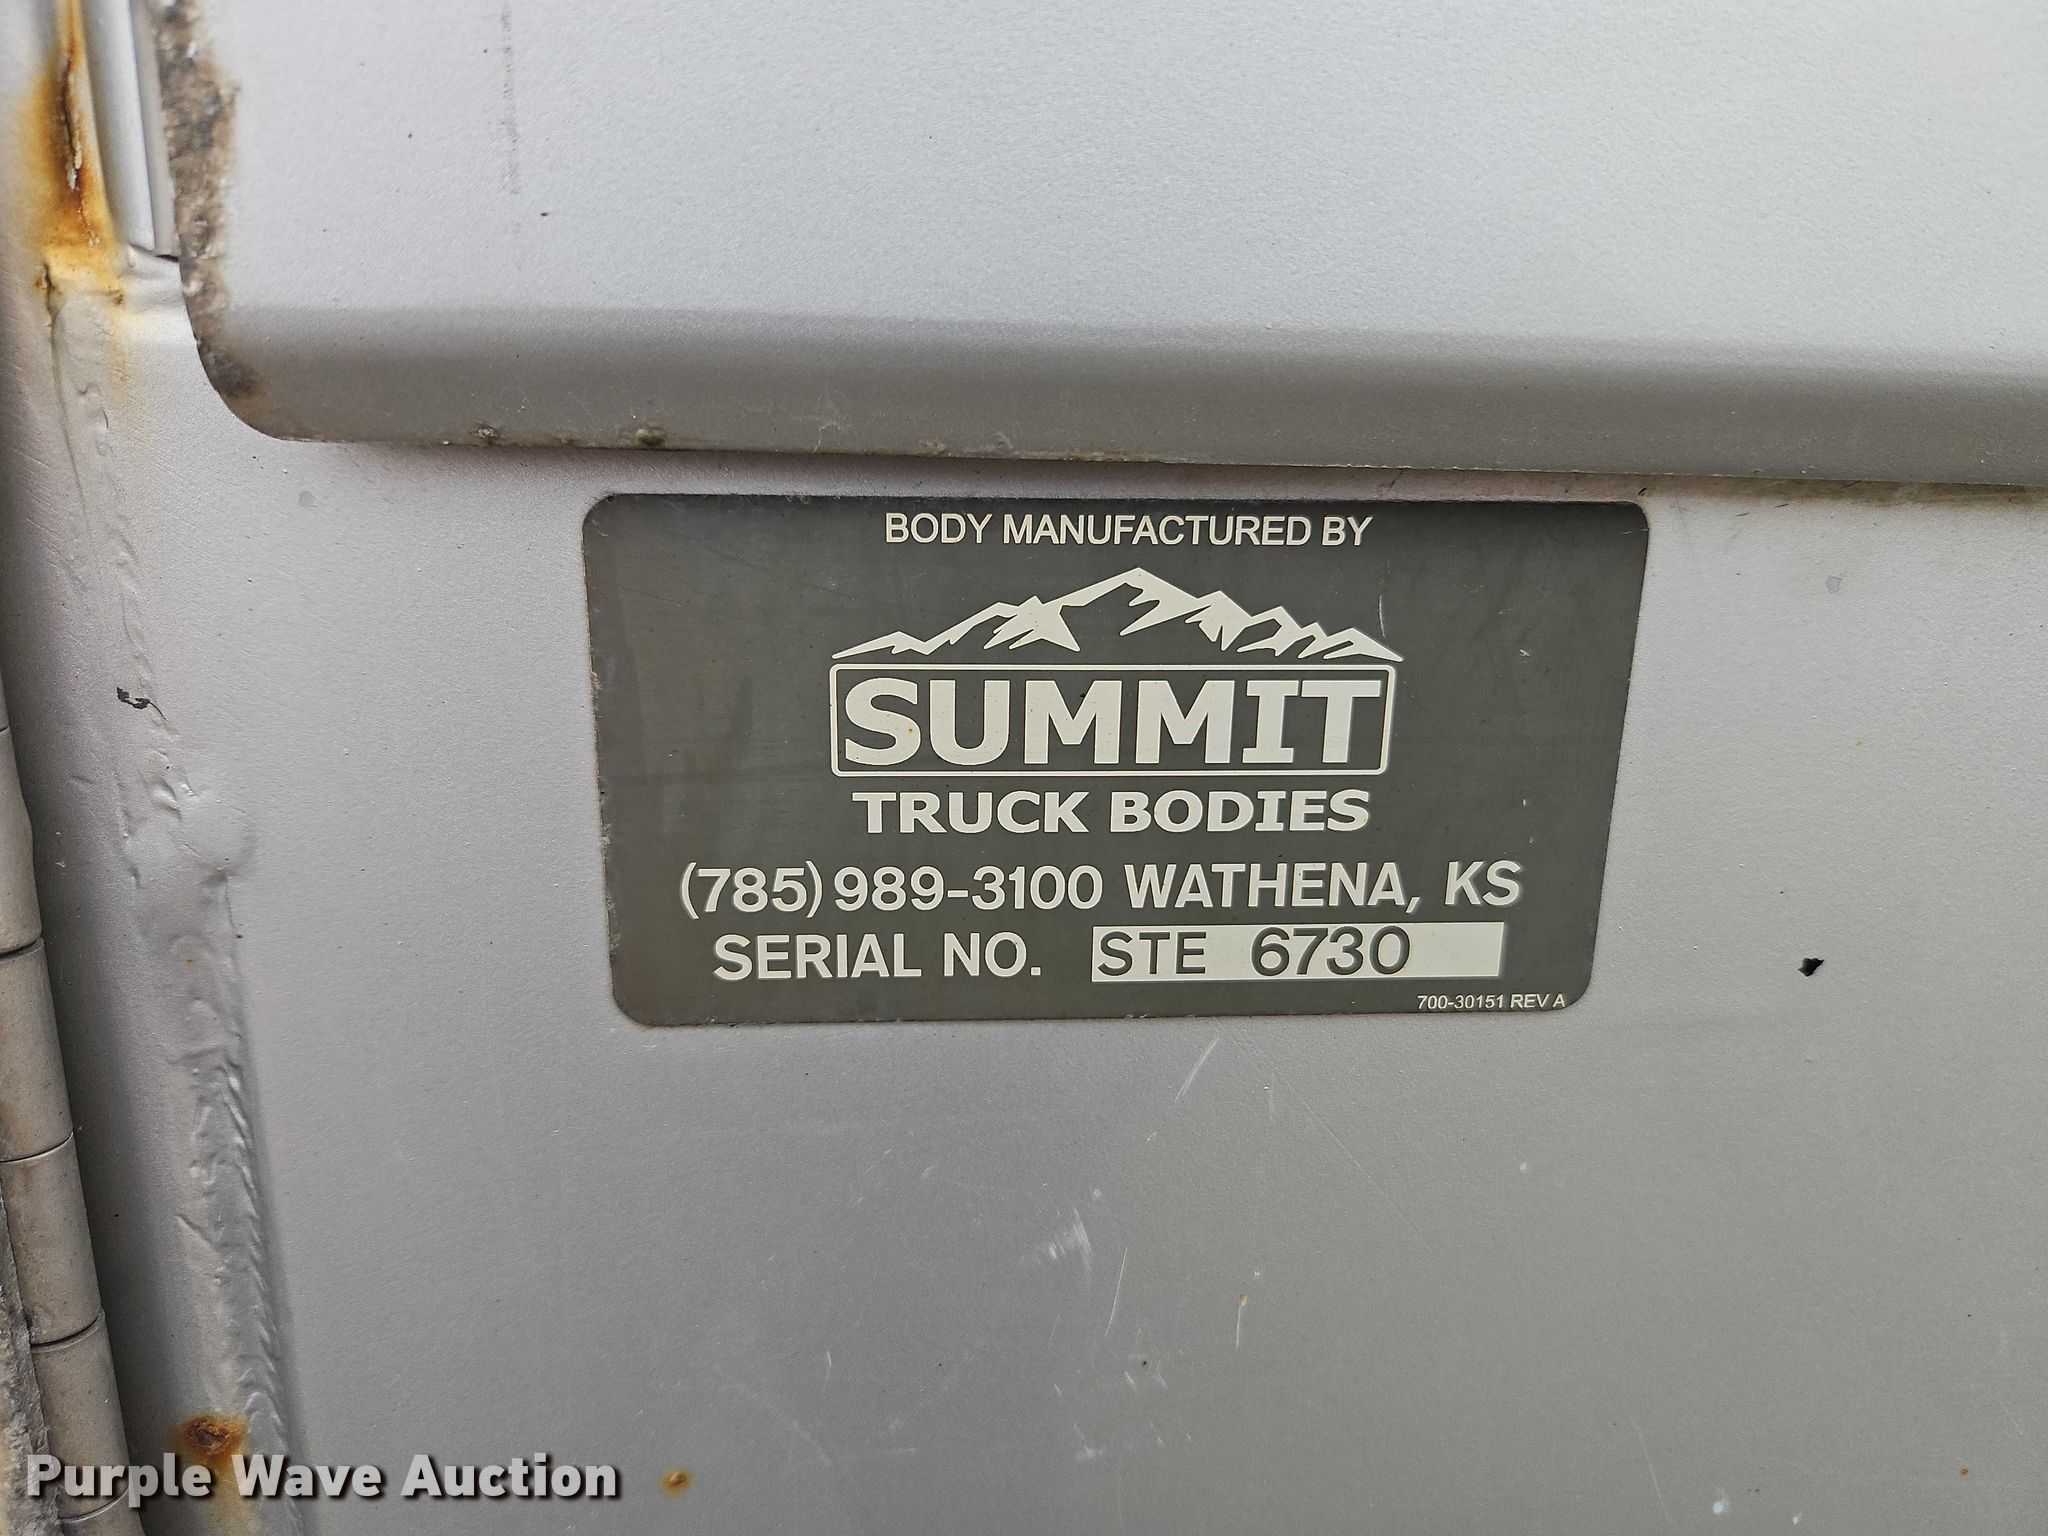 BODY MANUFACTURED BY
SUMMIT
TRUCK BODIES
(785) 989-3100 WATHENA, KS
SERIAL NO. STE 6730
700-30151 REV A
Purple Wave Auction